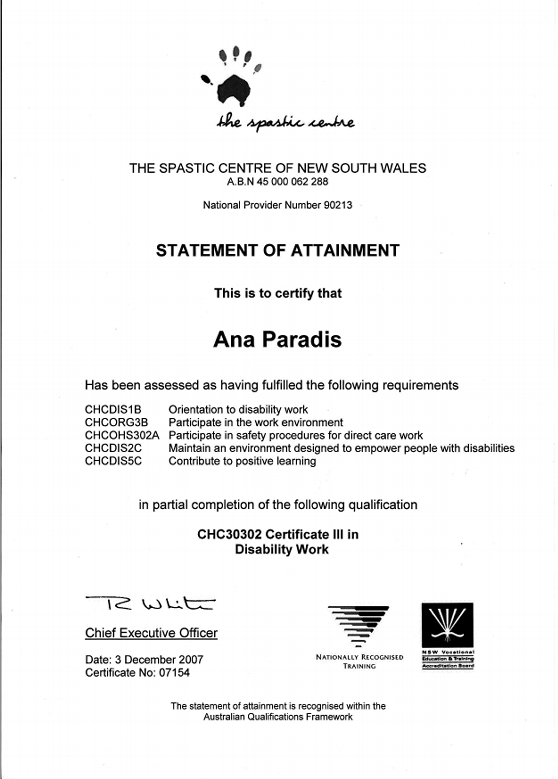 the spastic centre
THE SPASTIC CENTRE OF NEW SOUTH WALES
A.B.N 45 000 062 288
National Provider Number 90213
STATEMENT OF ATTAINMENT
This is to certify that
Ana Paradis
Has been assessed as having fulfilled the following requirements
CHCDIS1B Orientation to disability work
CHCORG3B Participate in the work environment
CHCOHS302A Participate in safety procedures for direct care work
CHCDIS2C Maintain an environment designed to empower people with disabilities
CHCDIS5C Contribute to positive learning
in partial completion of the following qualification
CHC30302 Certificate III in
Disability Work
R White
Chief Executive Officer
Date: 3 December 2007
Certificate No: 07154
NATIONALLY RECOGNISED
TRAINING
NSW Vocational
Education & Training
Accreditation Board
The statement of attainment is recognised within the
Australian Qualifications Framework